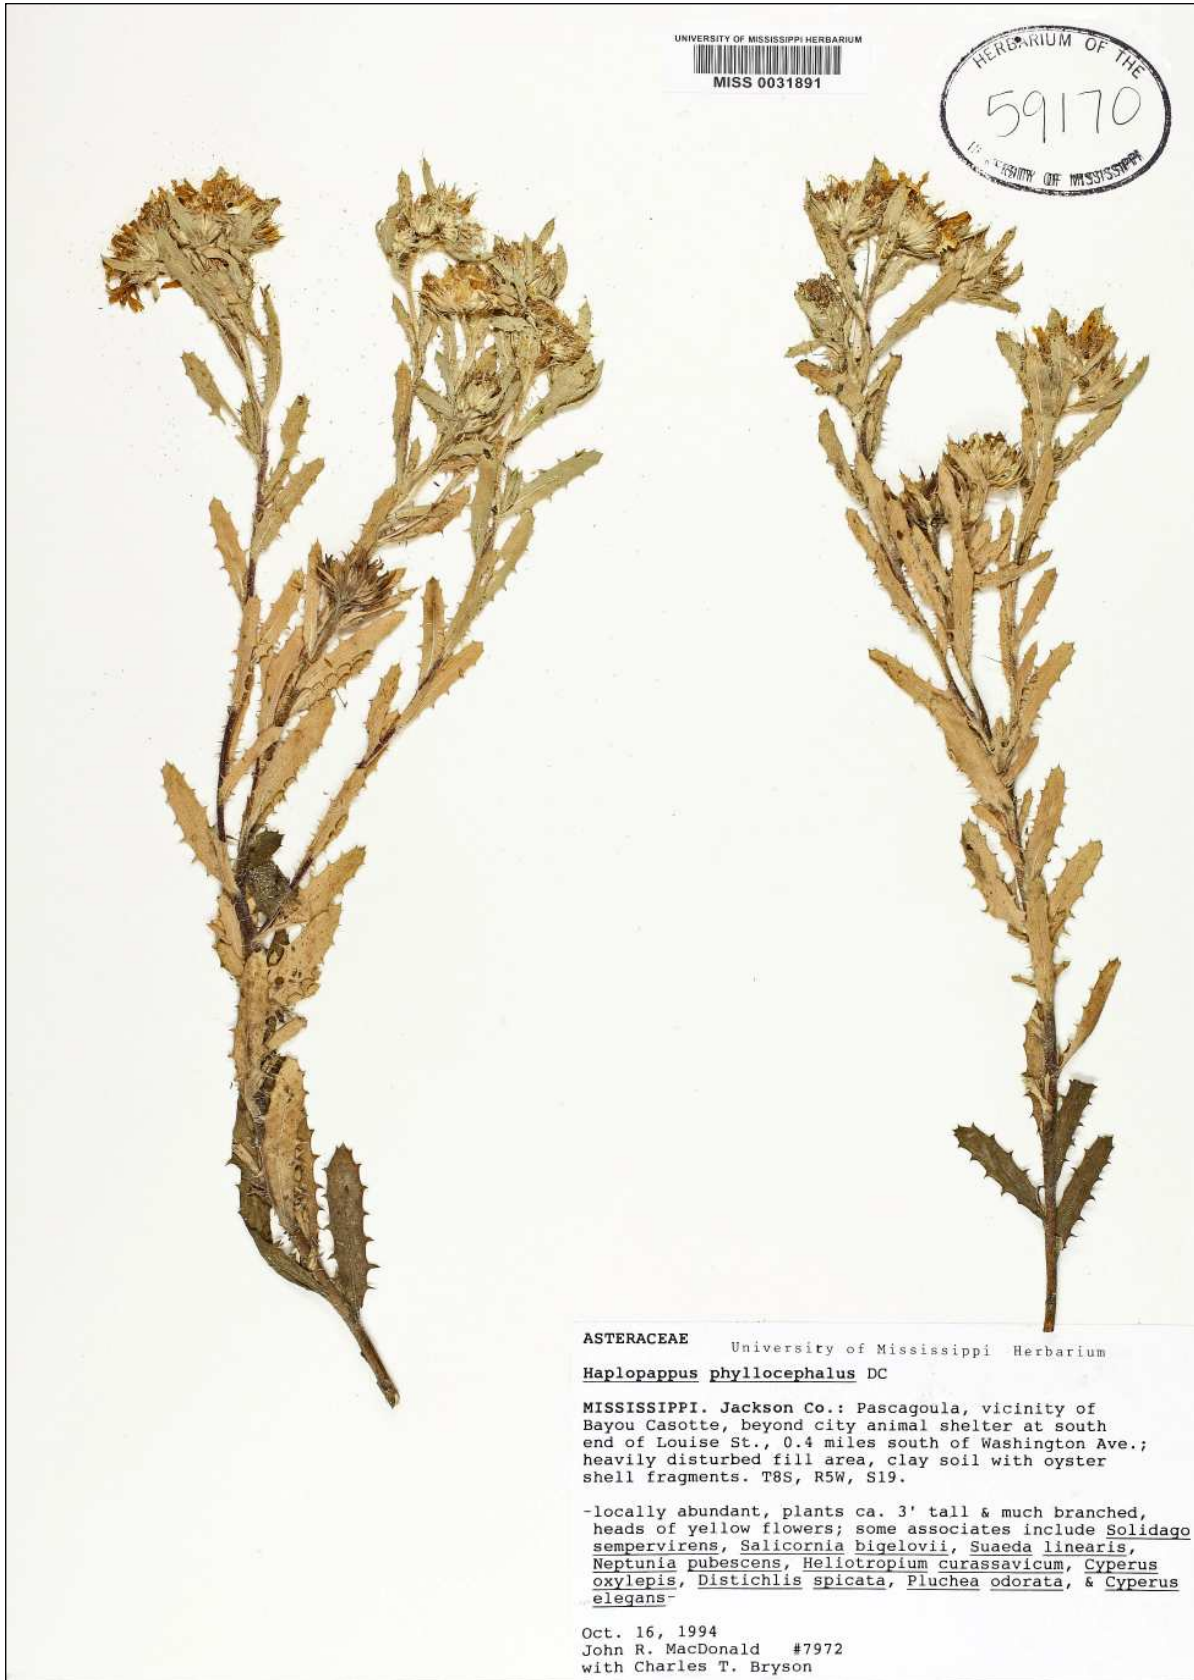 UNIVERSITY OF MISSISSIPPI HERBARIUM
MISS 0031891
HERBARIUM OF THE
59170
OF MISSISSIPPI
ASTERACEAE
University of Mississippi Herbarium
Haplopappus phyllocephalus DC
MISSISSIPPI. Jackson Co.: Pascagoula, vicinity of
Bayou Casotte, beyond city animal shelter at south
end of Louise St., 0.4 miles south of Washington Ave.;
heavily disturbed fill area, clay soil with oyster
shell fragments. T8S, R5W, S19.
-locally abundant, plants ca. 3' tall & much branched,
heads of yellow flowers; some associates include Solidago
sempervirens, Salicornia bigelovii, Suaeda linearis,
Neptunia pubescens, Heliotropium curassavicum, Cyperus
oxylepis, Distichlis spicata, Pluchea odorata, & Cyperus
elegans-
Oct. 16, 1994
John R. MacDonald #7972
with Charles T. Bryson